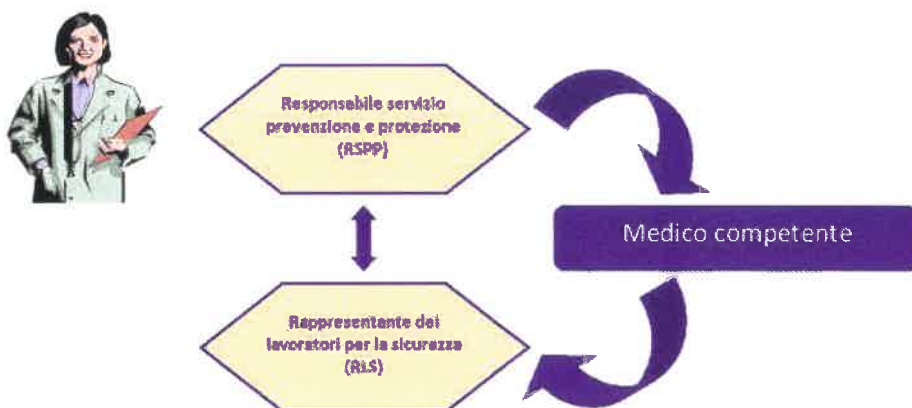 Responsabile servizio
prevenzione e protezione
(RSPP)
Medico competente
Rappresentante dei
lavoratori per la sicurezza
(RLS)